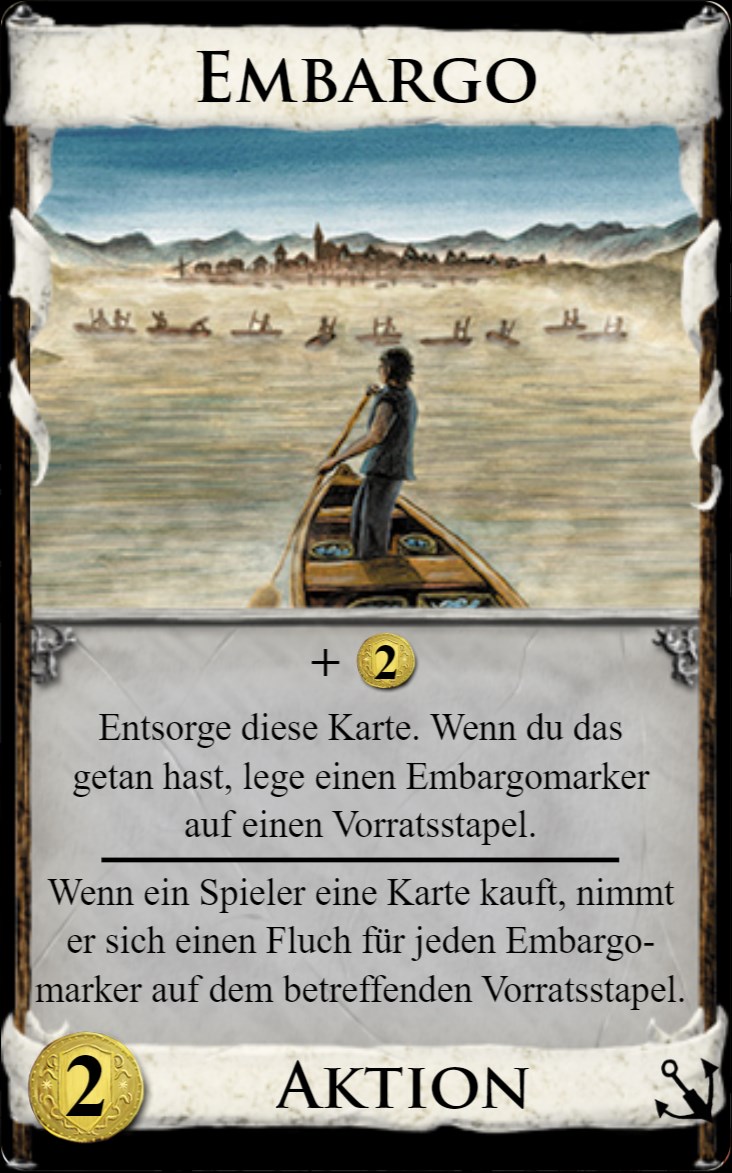 EMBARGO
+ 2
Entsorge diese Karte. Wenn du das
getan hast, lege einen Embargomarker
auf einen Vorratsstapel.
Wenn ein Spieler eine Karte kauft, nimmt
er sich einen Fluch für jeden Embargo-
marker auf dem betreffenden Vorratsstapel.
2 AKTION